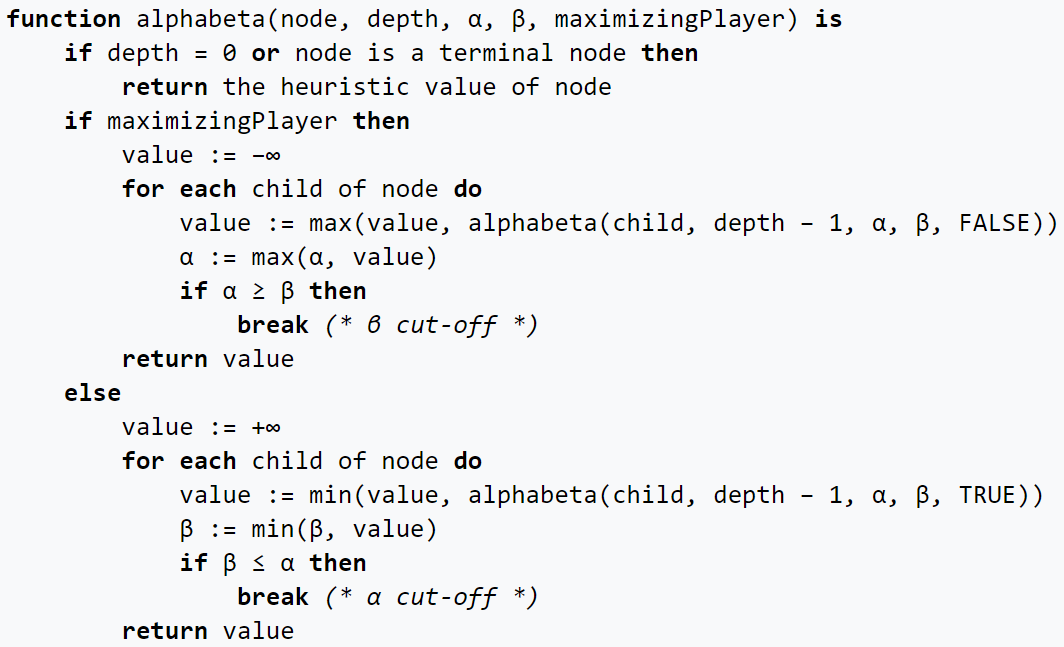 function alphabeta(node, depth, α, β, maximizingPlayer) is
    if depth = 0 or node is a terminal node then
        return the heuristic value of node
    if maximizingPlayer then
        value := −∞
        for each child of node do
            value := max(value, alphabeta(child, depth − 1, α, β, FALSE))
            α := max(α, value)
            if α ≥ β then
                break (* β cut-off *)
        return value
    else
        value := +∞
        for each child of node do
            value := min(value, alphabeta(child, depth − 1, α, β, TRUE))
            β := min(β, value)
            if β ≤ α then
                break (* α cut-off *)
        return value